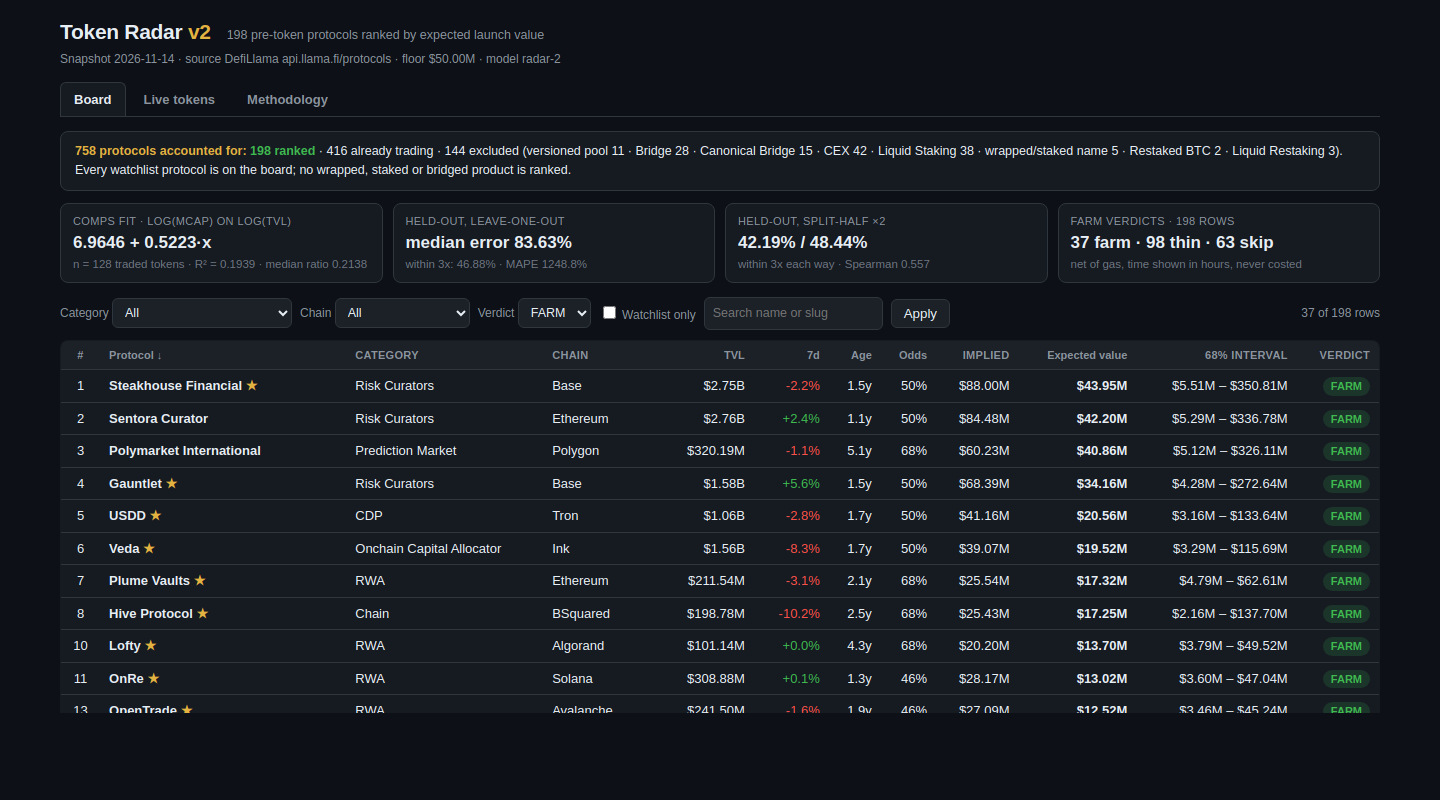 Token Radar v2 198 pre-token protocols ranked by expected launch value
Snapshot 2026-11-14 · source DefiLlama api.llama.fi/protocols · floor $50.00M · model radar-2
Board Live tokens Methodology
758 protocols accounted for: 198 ranked · 416 already trading · 144 excluded (versioned pool 11 · Bridge 28 · Canonical Bridge 15 · CEX 42 · Liquid Staking 38 · wrapped/staked name 5 · Restaked BTC 2 · Liquid Restaking 3).
Every watchlist protocol is on the board; no wrapped, staked or bridged product is ranked.
COMPS FIT · LOG(MCAP) ON LOG(TVL)
6.9646 + 0.5223·x
n = 128 traded tokens · R² = 0.1939 · median ratio 0.2138
HELD-OUT, LEAVE-ONE-OUT
median error 83.63%
within 3x: 46.88% · MAPE 1248.8%
HELD-OUT, SPLIT-HALF ×2
42.19% / 48.44%
within 3x each way · Spearman 0.557
FARM VERDICTS · 198 ROWS
37 farm · 98 thin · 63 skip
net of gas, time shown in hours, never costed
Category All Chain All Verdict FARM Watchlist only Search name or slug Apply 37 of 198 rows
# Protocol ↓ CATEGORY CHAIN TVL 7d Age Odds IMPLIED Expected value 68% INTERVAL VERDICT
1 Steakhouse Financial ★ Risk Curators Base $2.75B -2.2% 1.5y 50% $88.00M $43.95M $5.51M – $350.81M FARM
2 Sentora Curator Risk Curators Ethereum $2.76B +2.4% 1.1y 50% $84.48M $42.20M $5.29M – $336.78M FARM
3 Polymarket International Prediction Market Polygon $320.19M -1.1% 5.1y 68% $60.23M $40.86M $5.12M – $326.11M FARM
4 Gauntlet ★ Risk Curators Base $1.58B +5.6% 1.5y 50% $68.39M $34.16M $4.28M – $272.64M FARM
5 USDD ★ CDP Tron $1.06B -2.8% 1.7y 50% $41.16M $20.56M $3.16M – $133.64M FARM
6 Veda ★ Onchain Capital Allocator Ink $1.56B -8.3% 1.7y 50% $39.07M $19.52M $3.29M – $115.69M FARM
7 Plume Vaults ★ RWA Ethereum $211.54M -3.1% 2.1y 68% $25.54M $17.32M $4.79M – $62.61M FARM
8 Hive Protocol ★ Chain BSquared $198.78M -10.2% 2.5y 68% $25.43M $17.25M $2.16M – $137.70M FARM
10 Lofty ★ RWA Algorand $101.14M +0.0% 4.3y 68% $20.20M $13.70M $3.79M – $49.52M FARM
11 OnRe ★ RWA Solana $308.88M +0.1% 1.3y 46% $28.17M $13.02M $3.60M – $47.04M FARM
13 OpenTrade ★ RWA Avalanche $241.50M -1.6% 1.9y 46% $27.09M $12.52M $3.46M – $45.24M FARM